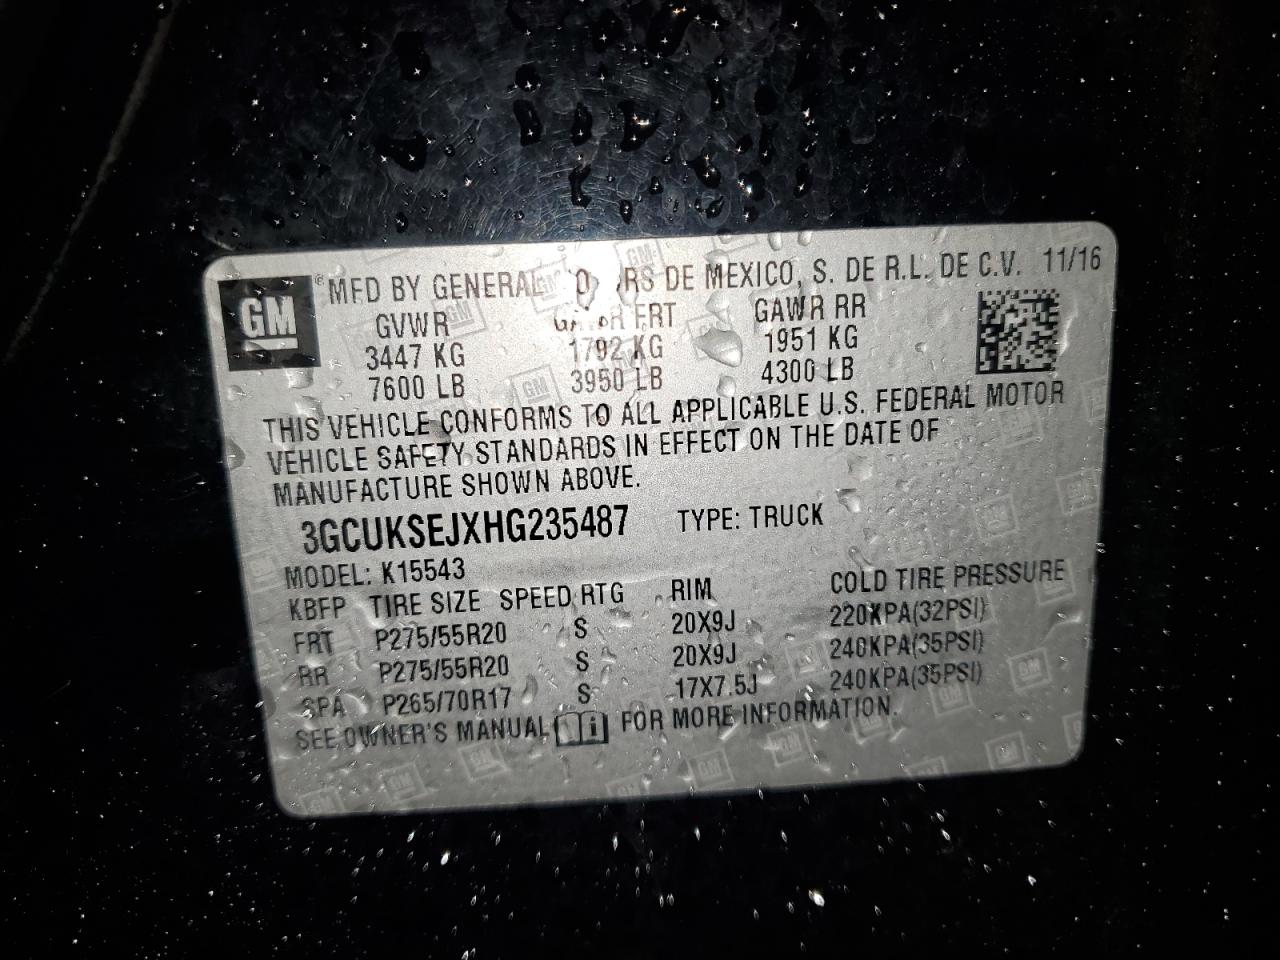 GM
© MFD BY GENERAL DE MEXICO, S. DE R.L. DE C.V. 11/16
GVWR FRT GAWR RR
3447 KG 1792 KG 1951 KG
7600 LB 3950 LB 4300 LB
THIS VEHICLE CONFORMS TO ALL APPLICABLE U.S. FEDERAL MOTOR
VEHICLE SAFETY STANDARDS IN EFFECT ON THE DATE OF
MANUFACTURE SHOWN ABOVE.
3GCUKSEJXHG235487 TYPE: TRUCK
MODEL: K15543
KBFP TIRE SIZE SPEED RTG RIM COLD TIRE PRESSURE
FRT P275/55R20 S 20X9J 220KPA(32PSI)
RR P275/55R20 S 20X9J 240KPA(35PSI)
SPA P265/70R17 S 17X7.5J 240KPA(35PSI)
SEE OWNER'S MANUAL i FOR MORE INFORMATION.